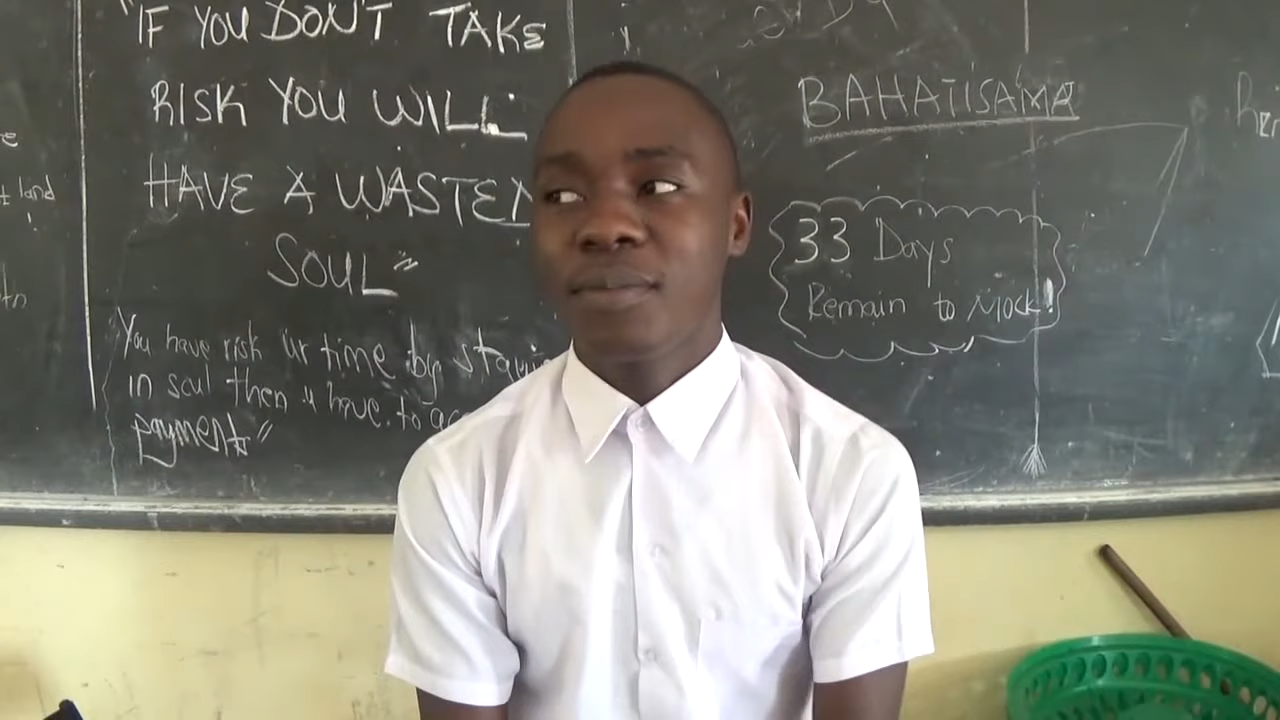 "IF YOU DON'T TAKE
RISK YOU WILL
HAVE A WASTED
SOUL"
You have risk ur time by
in soul then u have to
payment"
BAHATISAMA
33 Days
Remain to Mock!
land